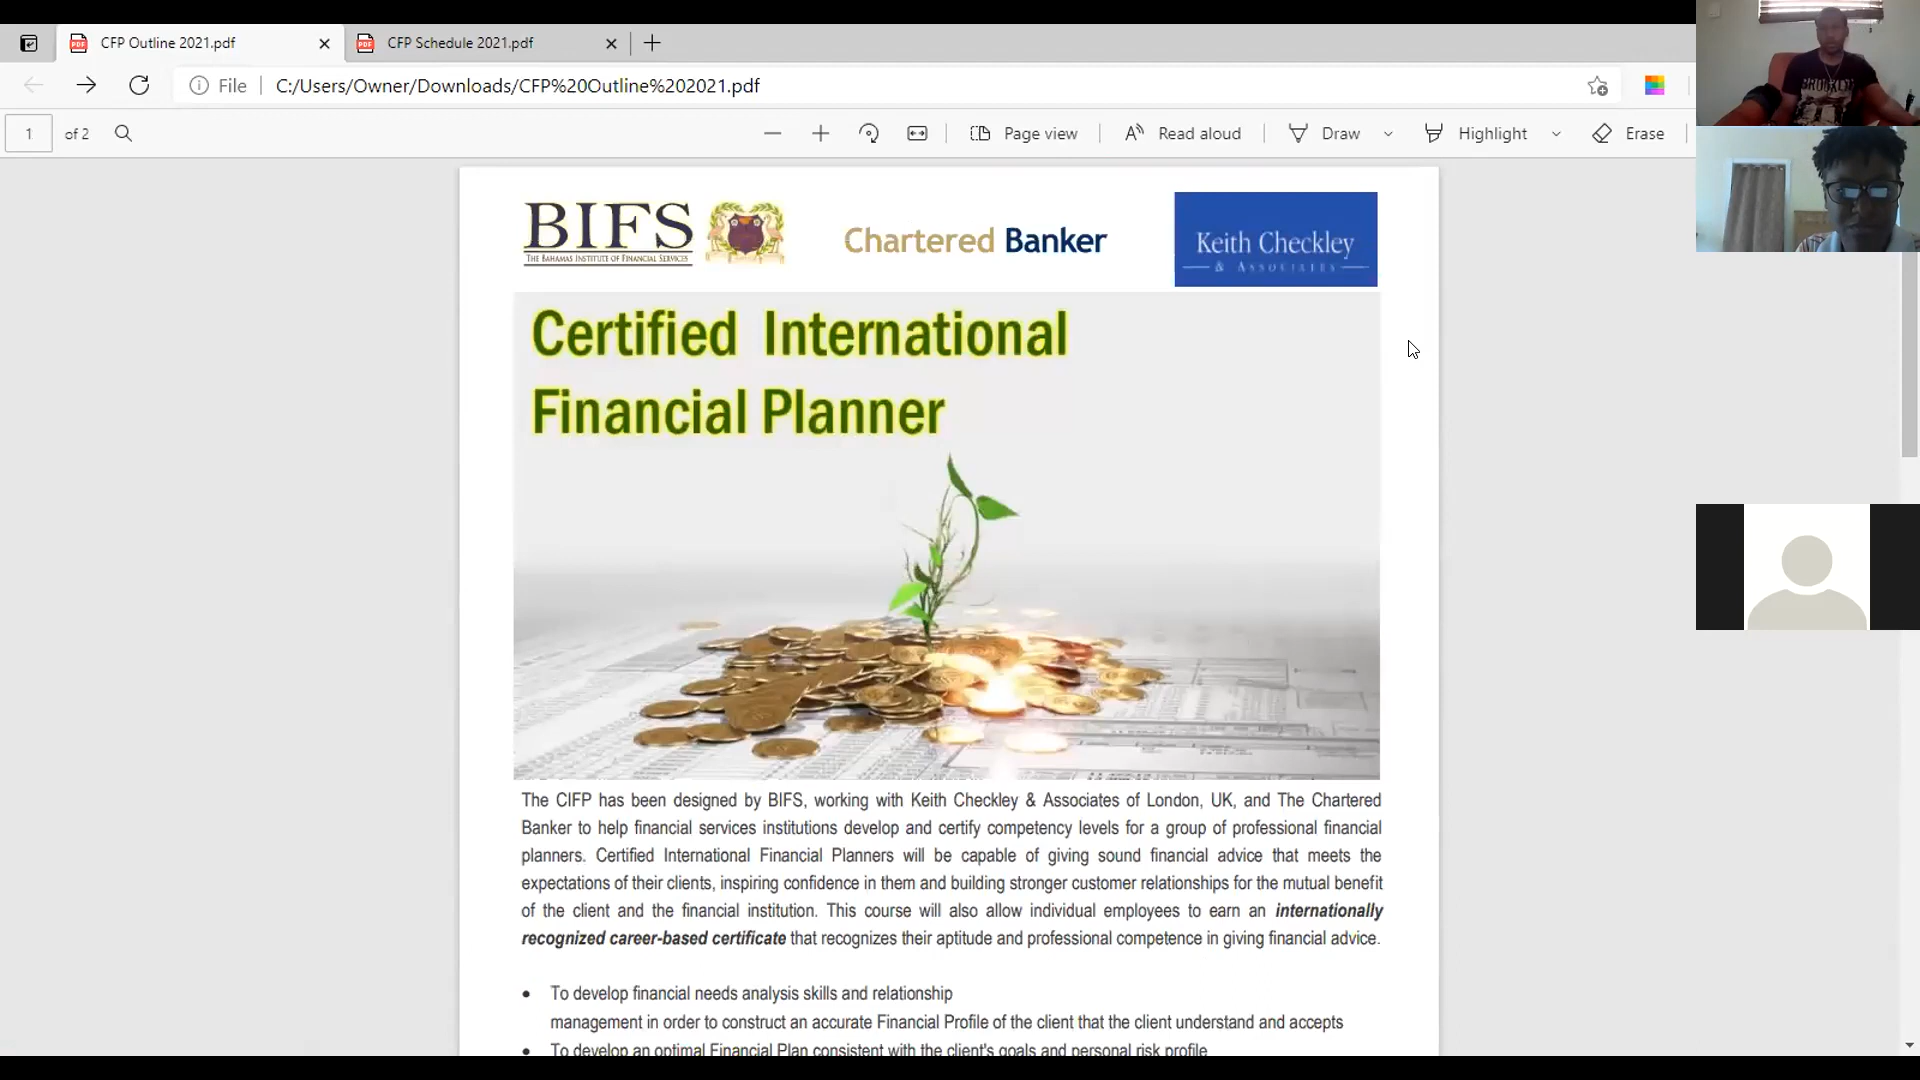 CFP Outline 2021.pdf
CFP Schedule 2021.pdf
File
C:/Users/Owner/Downloads/CFP%20Outline%202021.pdf
1
of 2
Page view
Read aloud
Draw
Highlight
Erase
BIFS
THE BAHAMAS INSTITUTE OF FINANCIAL SERVICES
Chartered Banker
Keith Checkley
& ASSOCIATES
Certified International
Financial Planner
The CIFP has been designed by BIFS, working with Keith Checkley & Associates of London, UK, and The Chartered
Banker to help financial services institutions develop and certify competency levels for a group of professional financial
planners. Certified International Financial Planners will be capable of giving sound financial advice that meets the
expectations of their clients, inspiring confidence in them and building stronger customer relationships for the mutual benefit
of the client and the financial institution. This course will also allow individual employees to earn an internationally
recognized career-based certificate that recognizes their aptitude and professional competence in giving financial advice.
• To develop financial needs analysis skills and relationship
management in order to construct an accurate Financial Profile of the client that the client understand and accepts
• To develop an optimal Financial Plan consistent with the client's goals and personal risk profile